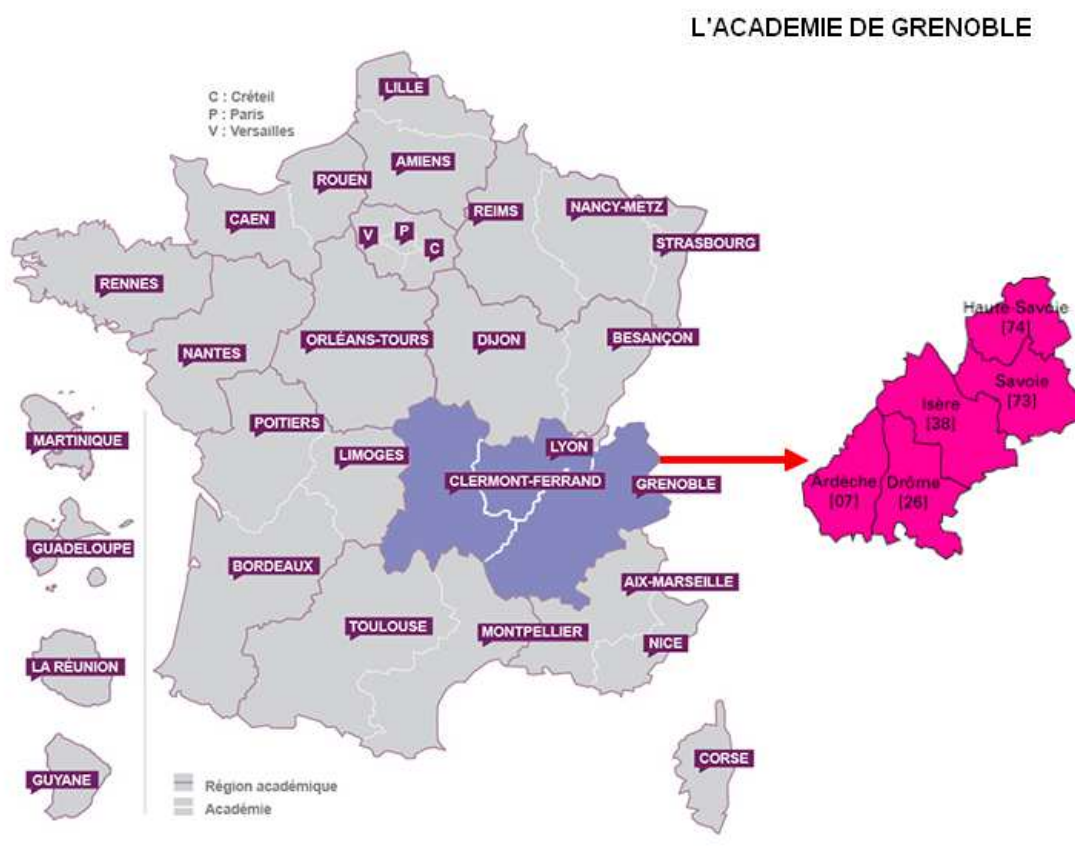 L'ACADEMIE DE GRENOBLE
C : Créteil
P : Paris
V : Versailles
LILLE
AMIENS
ROUEN
REIMS
NANCY-METZ
CAEN
V
P
C
STRASBOURG
RENNES
NANTES
ORLÉANS-TOURS
DIJON
BESANÇON
POITIERS
LIMOGES
LYON
CLERMONT-FERRAND
GRENOBLE
BORDEAUX
AIX-MARSEILLE
TOULOUSE
MONTPELLIER
NICE
CORSE
MARTINIQUE
GUADELOUPE
LA RÉUNION
GUYANE
Région académique
Académie
Haute Savoie
[74]
Savoie
[73]
Isère
[38]
Ardèche
[07]
Drôme
[26]